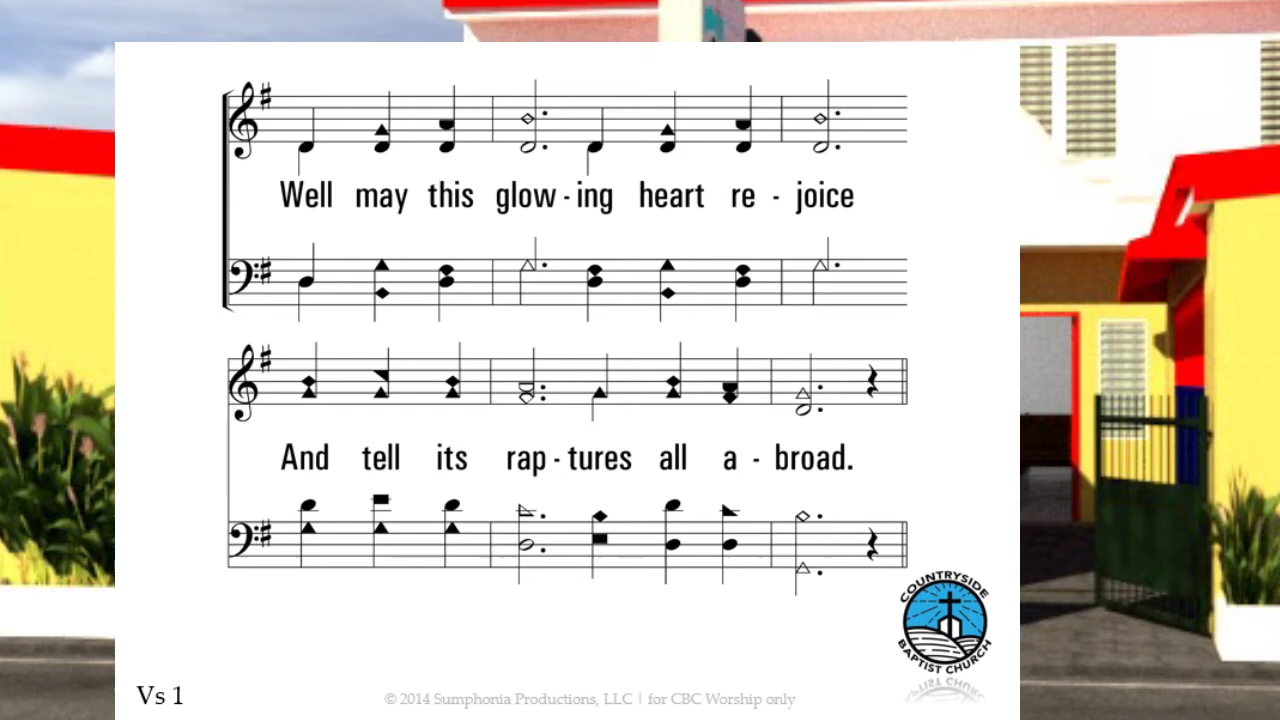 Well may this glow - ing heart re - joice
And tell its rap - tures all a - broad.
COUNTRYSIDE
BAPTIST CHURCH
Vs 1
© 2014 Sumphonia Productions, LLC | for CBC Worship only